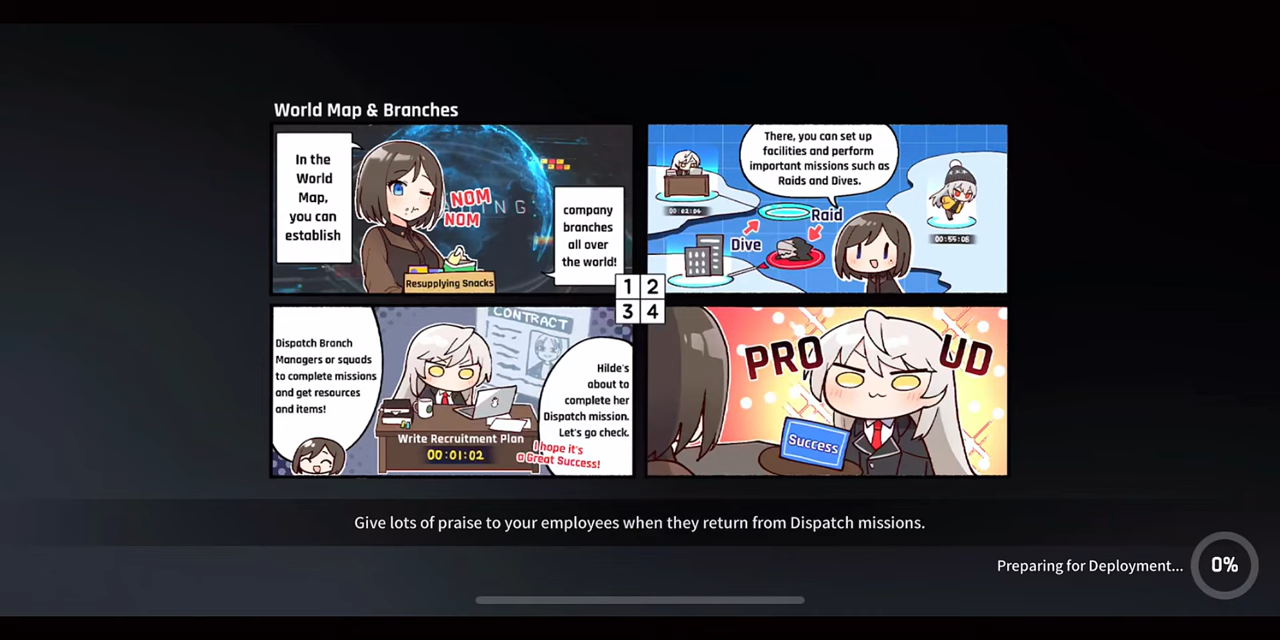 World Map & Branches
In the
World
Map,
you can
establish
NOM
NOM
company
branches
all over
the world!
Resupplying Snacks
There, you can set up
facilities and perform
important missions such as
Raids and Dives.
00:02:04
Raid
Dive
00:55:08
1 2
3 4
Dispatch Branch
Managers or squads
to complete missions
and get resources
and items!
CONTRACT
Hilde's
about to
complete her
Dispatch mission.
Let's go check.
I hope it's
a Great Success!
Write Recruitment Plan
00:01:02
PRO UD
Success
Give lots of praise to your employees when they return from Dispatch missions.
Preparing for Deployment... 0%